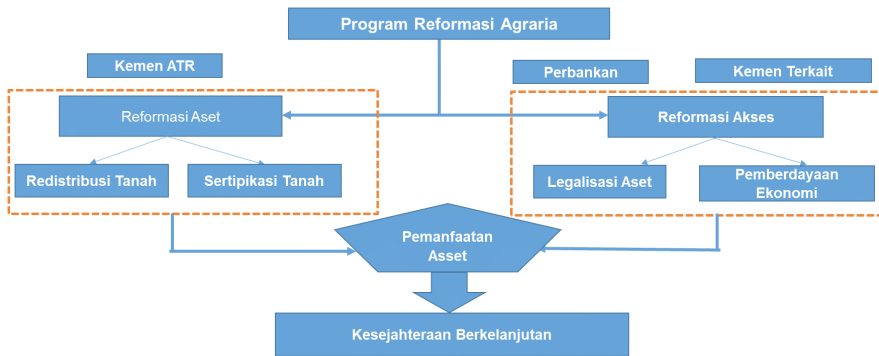 Program Reformasi Agraria
Kemen ATR
Perbankan
Kemen Terkait
Reformasi Aset
Reformasi Akses
Redistribusi Tanah
Sertipikasi Tanah
Legalisasi Aset
Pemberdayaan
Ekonomi
Pemanfaatan
Asset
Kesejahteraan Berkelanjutan